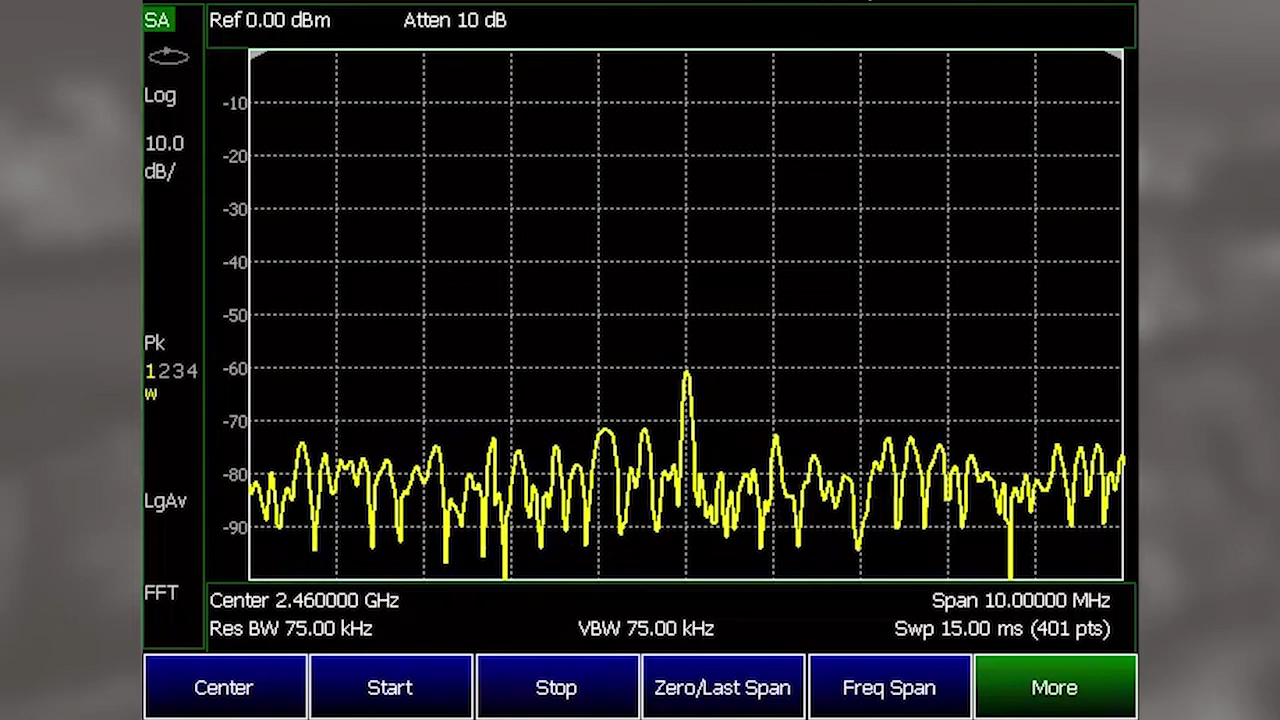 SA
Ref 0.00 dBm Atten 10 dB
Log
10.0
dB/
-10
-20
-30
-40
-50
-60
-70
-80
-90
Pk
1234
W
LgAv
FFT
Center 2.460000 GHz Span 10.00000 MHz
Res BW 75.00 kHz VBW 75.00 kHz Swp 15.00 ms (401 pts)
Center Start Stop Zero/Last Span Freq Span More